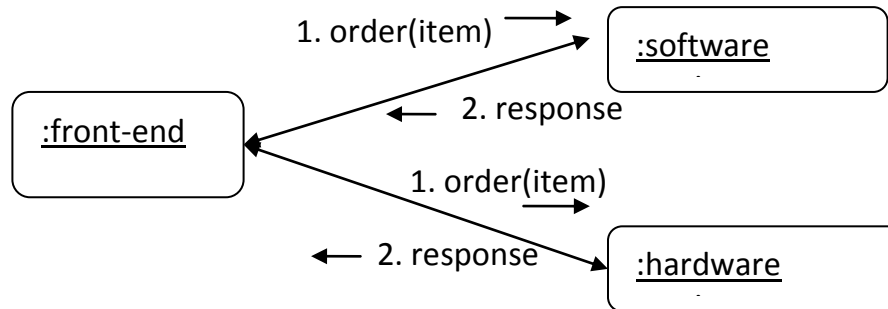 1. order(item)
:software
2. response
:front-end
1. order(item)
2. response
:hardware